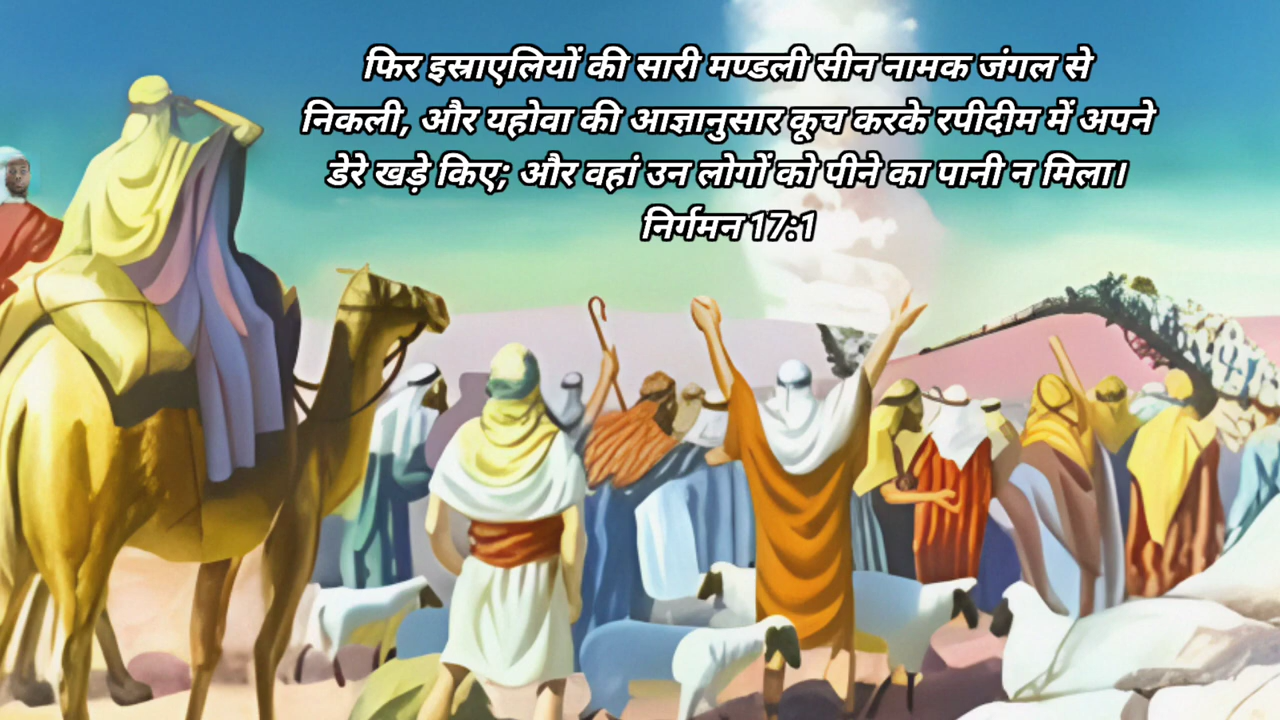 फिर इस्राएलियों की सारी मण्डली सीन नामक जंगल से
निकली, और यहोवा की आज्ञानुसार कूच करके रपीदीम में अपने
डेरे खड़े किए; और वहां उन लोगों को पीने का पानी न मिला।
निर्गमन 17:1